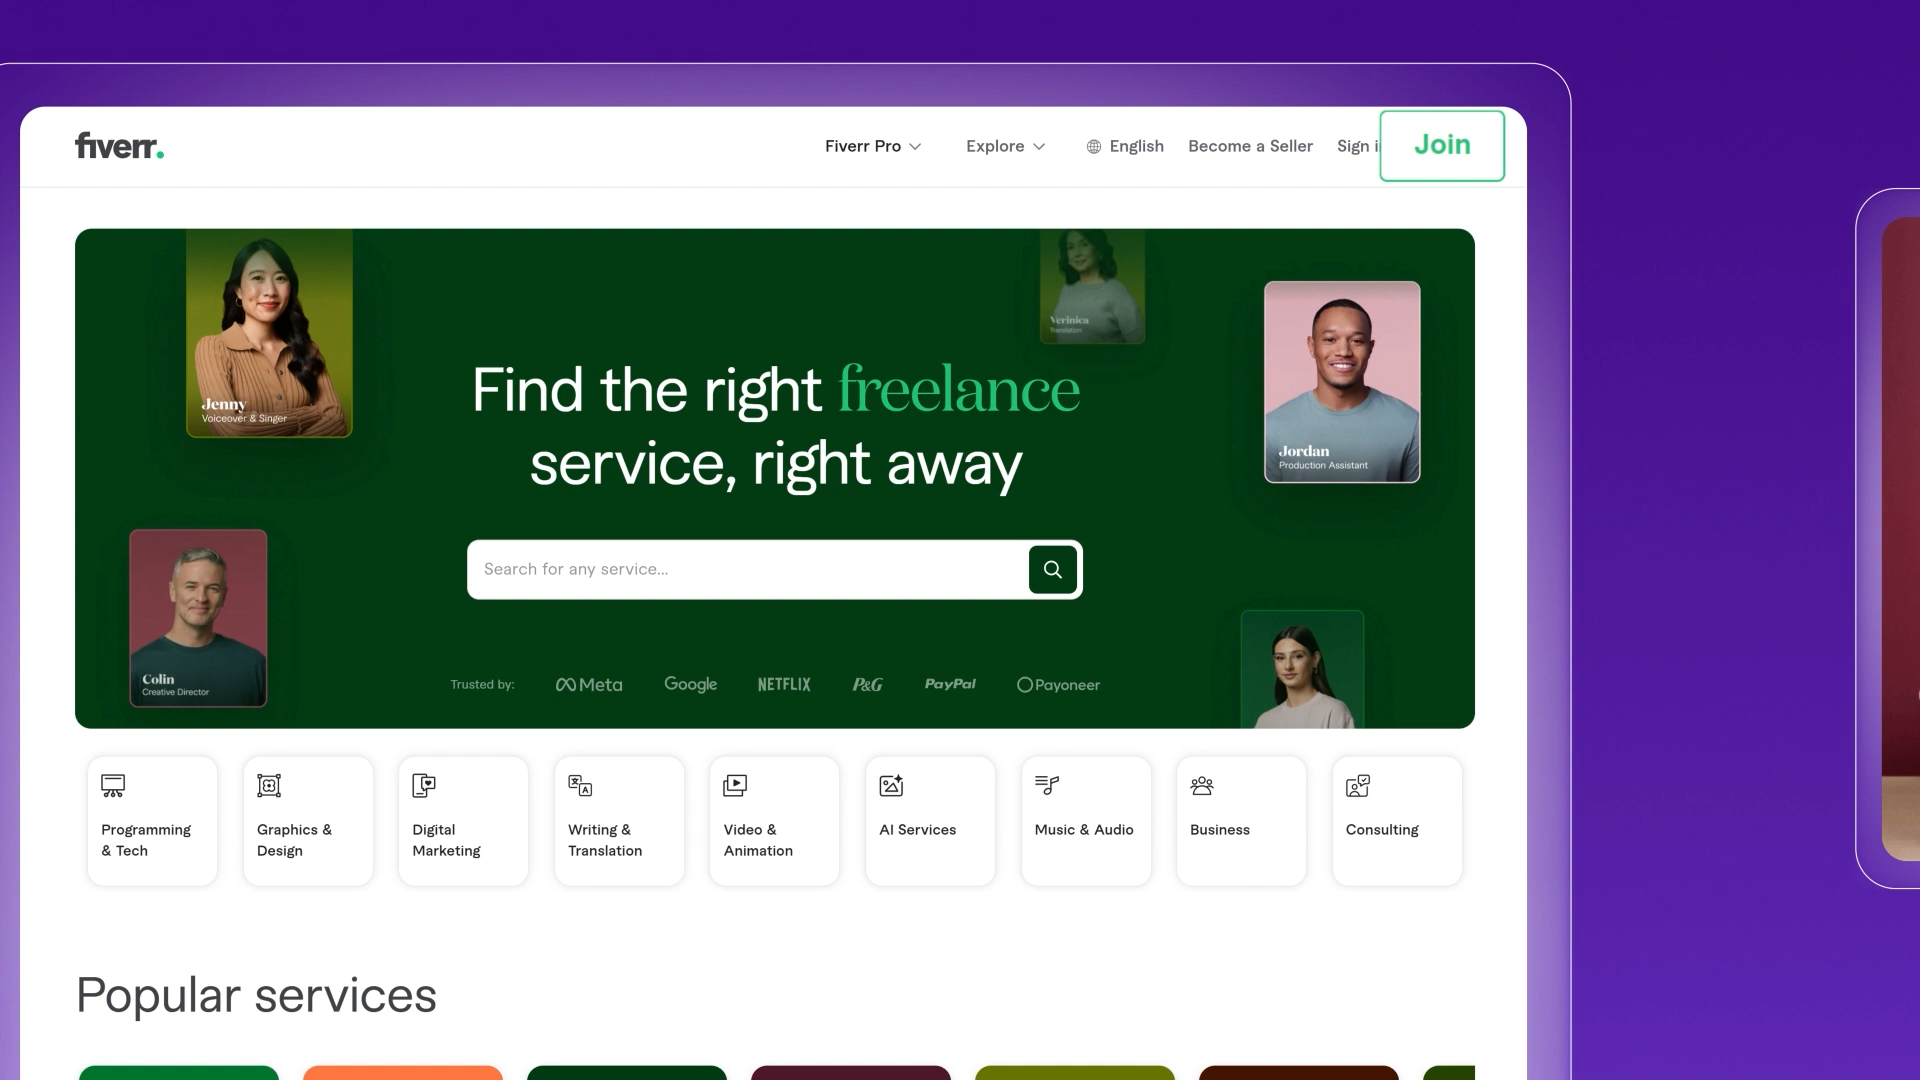 fiverr.
Fiverr Pro
Explore
English
Become a Seller
Sign i
Join
Jenny
Voiceover & Singer
Verinica
Translation
Jordan
Production Assistant
Find the right freelance
service, right away
Search for any service...
Colin
Creative Director
Trusted by:
Meta
Google
NETFLIX
P&G
PayPal
Payoneer
Programming
& Tech
Graphics &
Design
Digital
Marketing
Writing &
Translation
Video &
Animation
AI Services
Music & Audio
Business
Consulting
Popular services